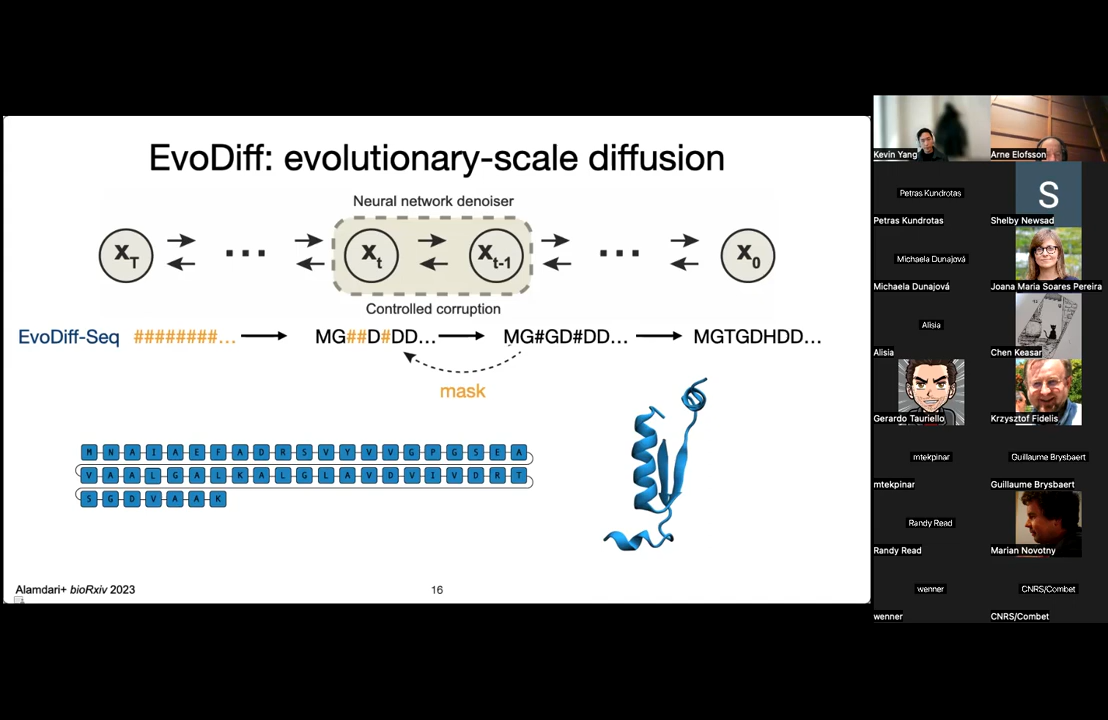 EvoDiff: evolutionary-scale diffusion
Neural network denoiser
xT ... xt xt-1 ... x0
Controlled corruption
EvoDiff-Seq ########... MG##D#DD... MG#GD#DD... MGTGDHDD...
mask
M N A I A E F A D R S V Y V V G P G S E A
V A A L G A L K A L G L A V D V I V D R T
S G D V A A K
Alamdari+ bioRxiv 2023
16
Kevin Yang
Arne Elofsson
Petras Kundrotas
Petras Kundrotas
S
Shelby Newsad
Michaela Dunajová
Michaela Dunajová
Joana Maria Soares Pereira
Alisia
Alisia
Chen Keasar
Gerardo Tauriello
Krzysztof Fidelis
mtekpinar
mtekpinar
Guillaume Brysbaert
Guillaume Brysbaert
Randy Read
Randy Read
Marian Novotny
wenner
wenner
CNRS/Combet
CNRS/Combet